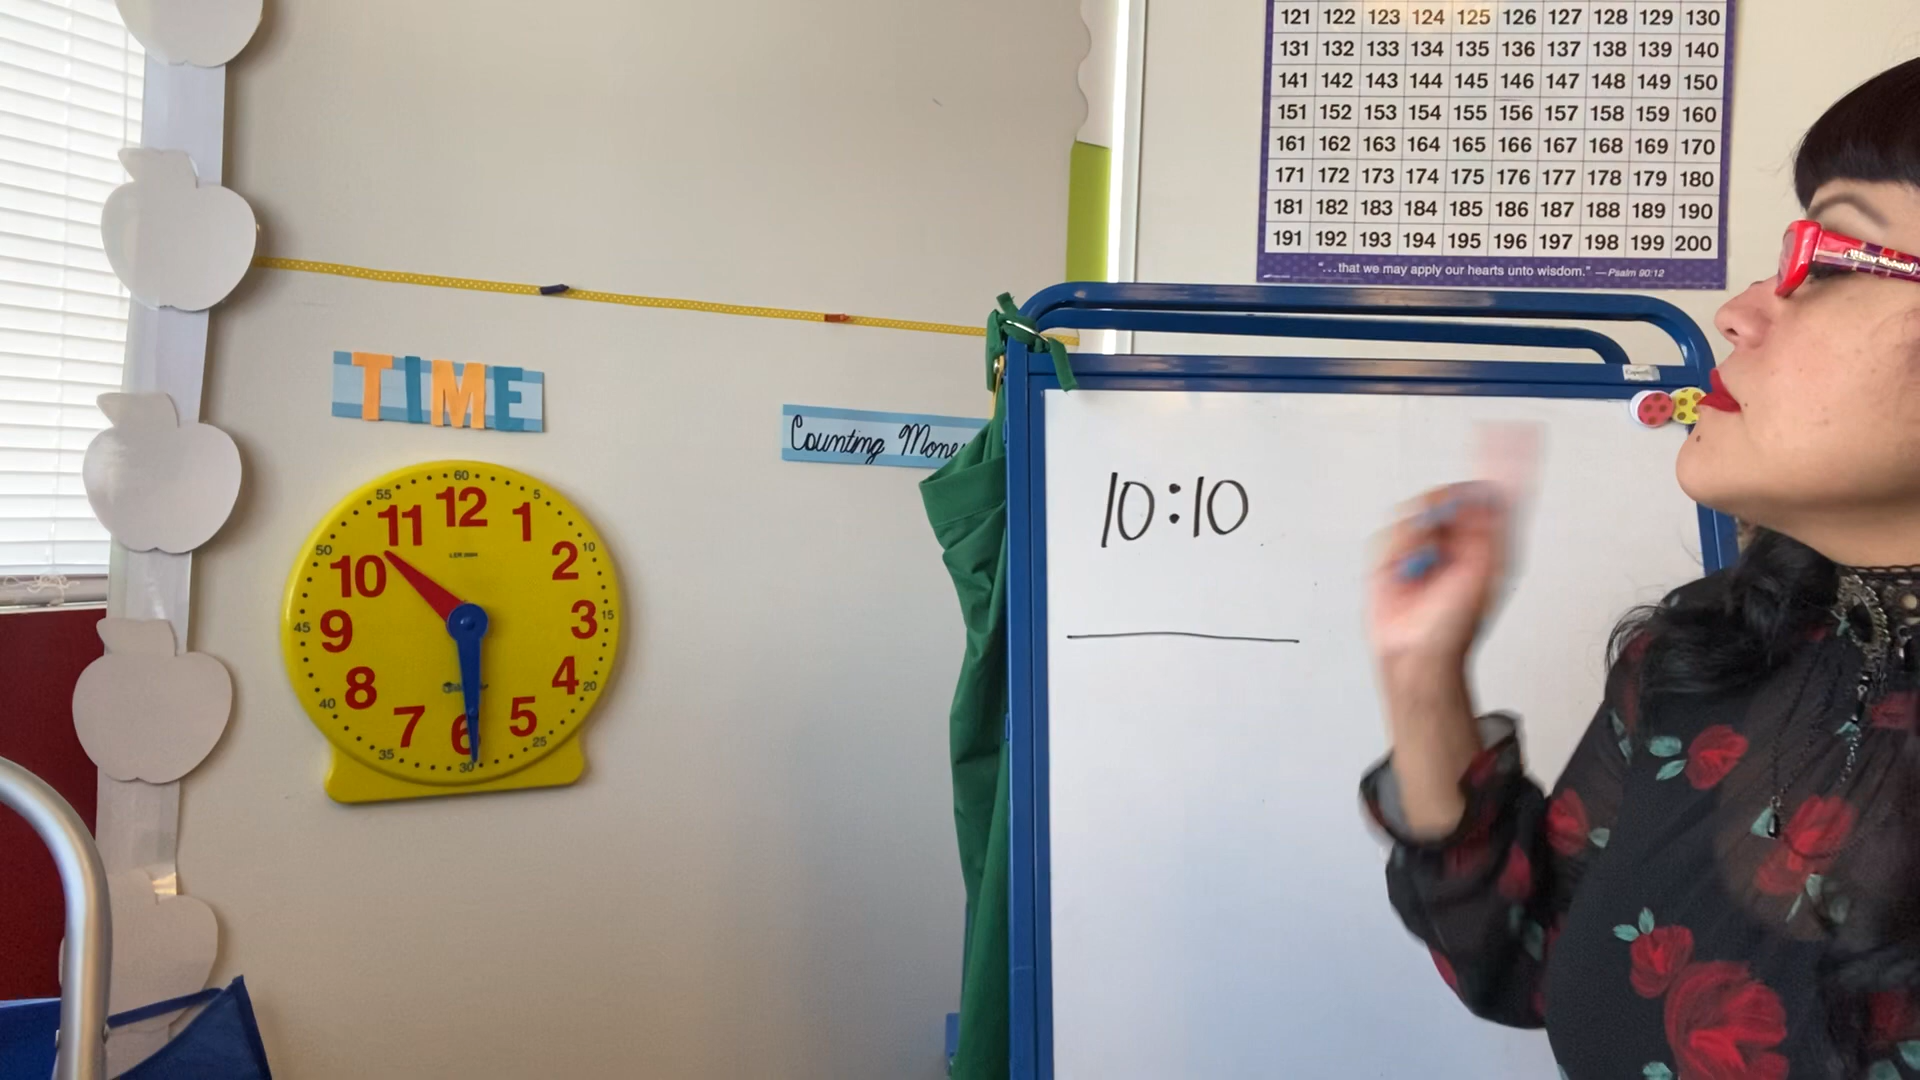 121 122 123 124 125 126 127 128 129 130
131 132 133 134 135 136 137 138 139 140
141 142 143 144 145 146 147 148 149 150
151 152 153 154 155 156 157 158 159 160
161 162 163 164 165 166 167 168 169 170
171 172 173 174 175 176 177 178 179 180
181 182 183 184 185 186 187 188 189 190
191 192 193 194 195 196 197 198 199 200
"...that we may apply our hearts unto wisdom." — Psalm 90:12
TIME
Counting Mone
10:10
60
55 5
12
11 1
50 10
10 2
9 3
45 15
8 4
40 20
7 5
6
35 25
30